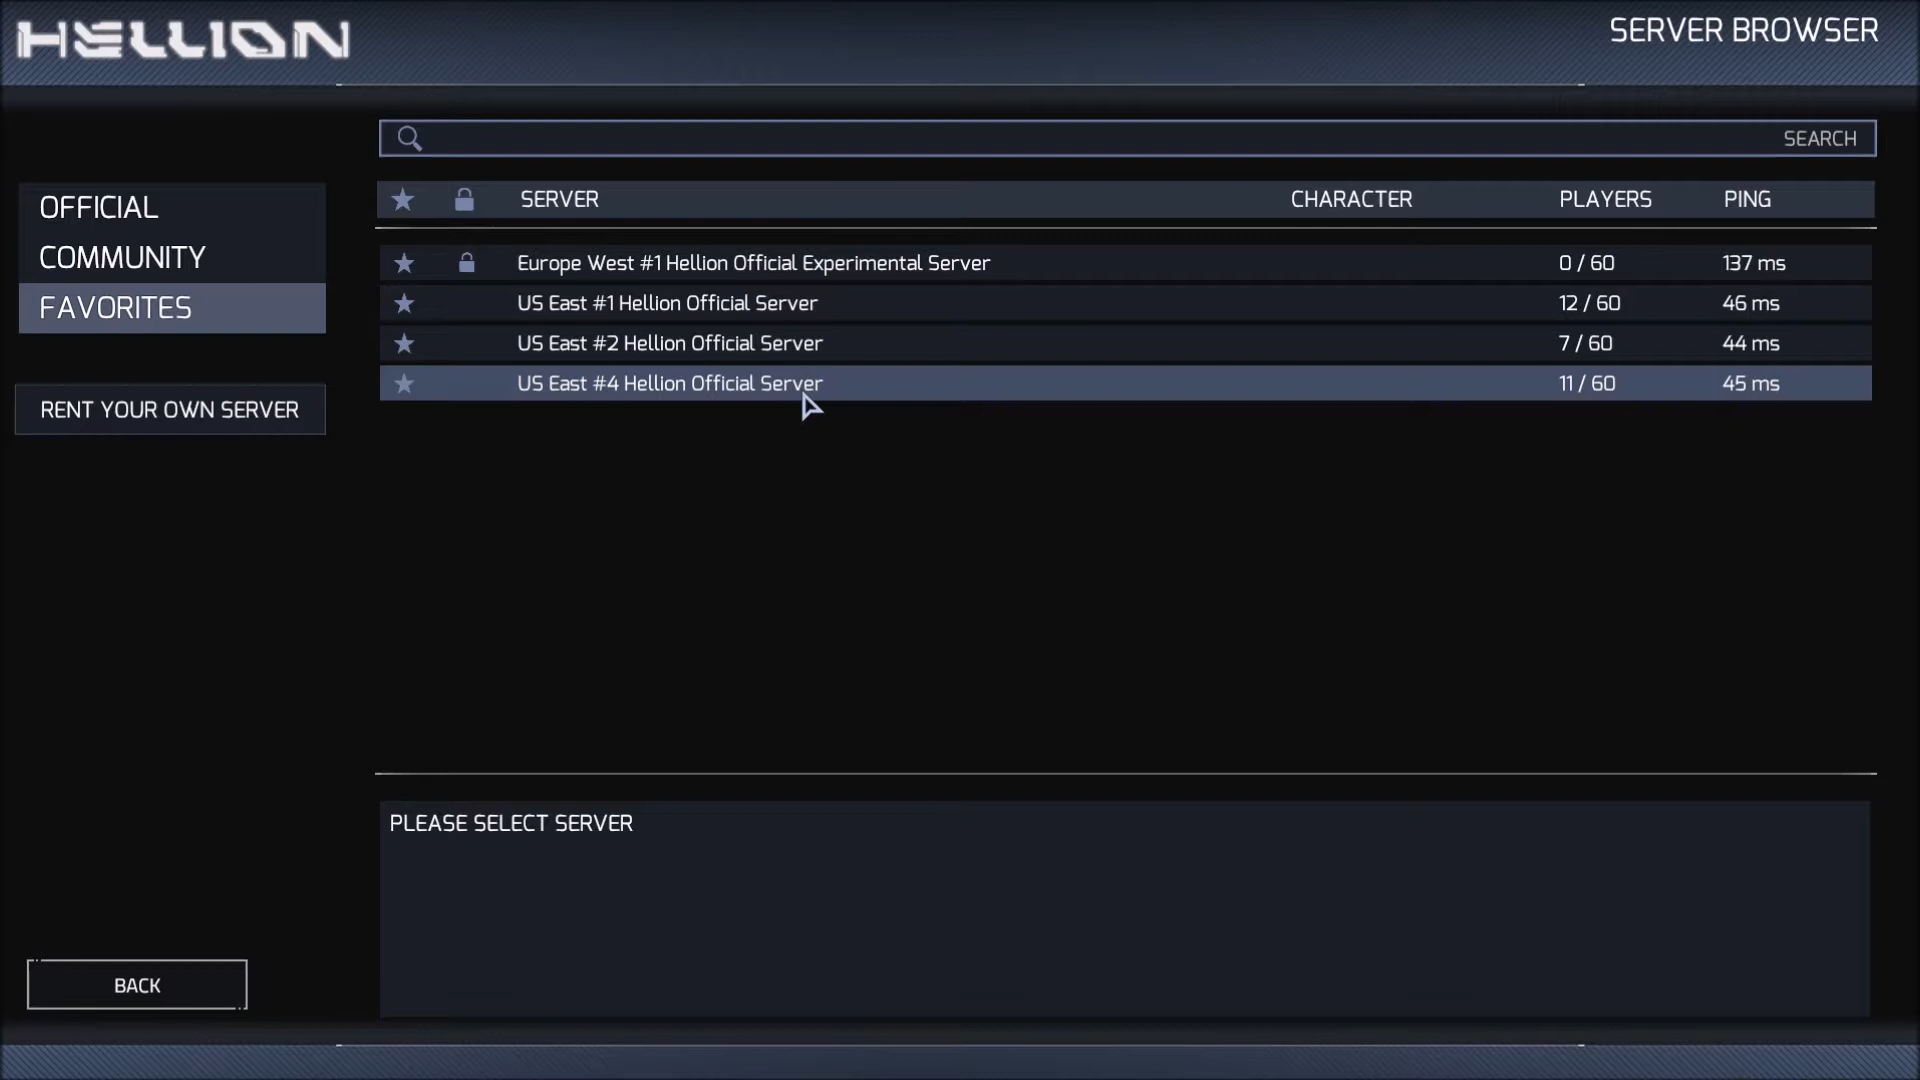 HELLION
SERVER BROWSER
SEARCH
OFFICIAL
COMMUNITY
FAVORITES
RENT YOUR OWN SERVER
SERVER CHARACTER PLAYERS PING
Europe West #1 Hellion Official Experimental Server 0 / 60 137 ms
US East #1 Hellion Official Server 12 / 60 46 ms
US East #2 Hellion Official Server 7 / 60 44 ms
US East #4 Hellion Official Server 11 / 60 45 ms
PLEASE SELECT SERVER
BACK